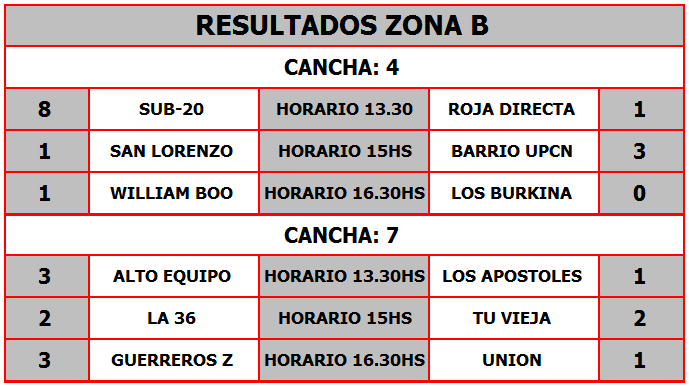 RESULTADOS ZONA B
CANCHA: 4
8 SUB-20 HORARIO 13.30 ROJA DIRECTA 1
1 SAN LORENZO HORARIO 15HS BARRIO UPCN 3
1 WILLIAM BOO HORARIO 16.30HS LOS BURKINA 0
CANCHA: 7
3 ALTO EQUIPO HORARIO 13.30HS LOS APOSTOLES 1
2 LA 36 HORARIO 15HS TU VIEJA 2
3 GUERREROS Z HORARIO 16.30HS UNION 1